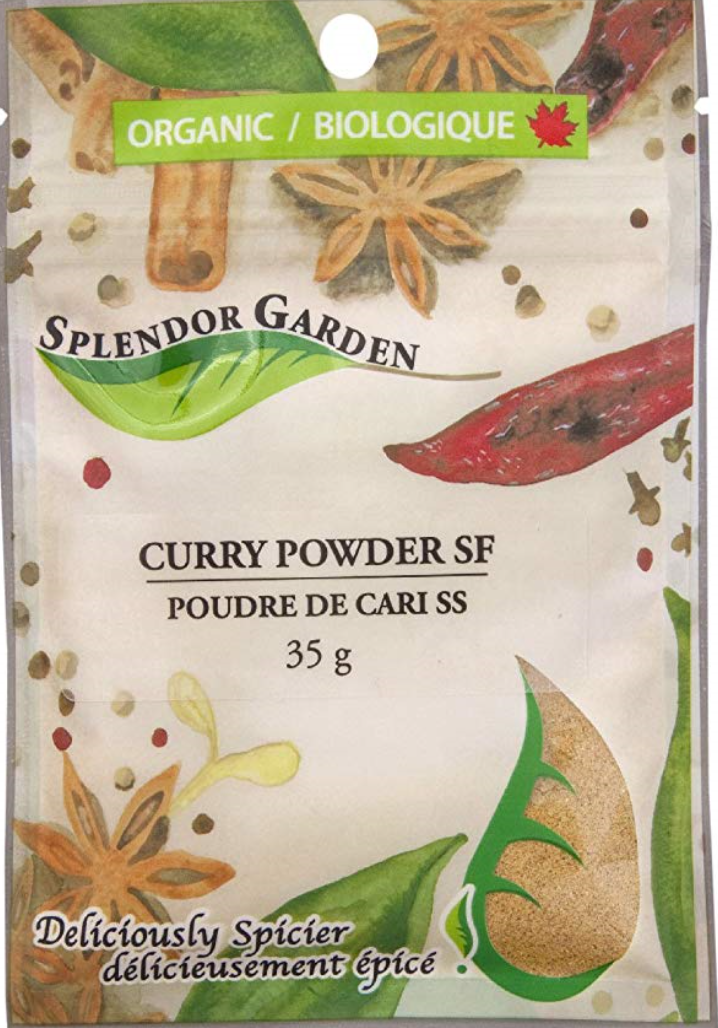 ORGANIC / BIOLOGIQUE
SPLENDOR GARDEN
CURRY POWDER SF
POUDRE DE CARI SS
35 g
Deliciously Spicier
délicieusement épicé